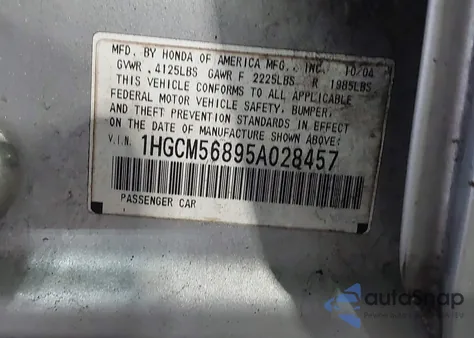 MFD. BY HONDA OF AMERICA MFG., INC. 10/04
GVWR 4125LBS GAWR F 2225LBS R 1985LBS
THIS VEHICLE CONFORMS TO ALL APPLICABLE
FEDERAL MOTOR VEHICLE SAFETY, BUMPER,
AND THEFT PREVENTION STANDARDS IN EFFECT
ON THE DATE OF MANUFACTURE SHOWN ABOVE.
V.I.N. 1HGCM56895A028457
PASSENGER CAR
autoSnap